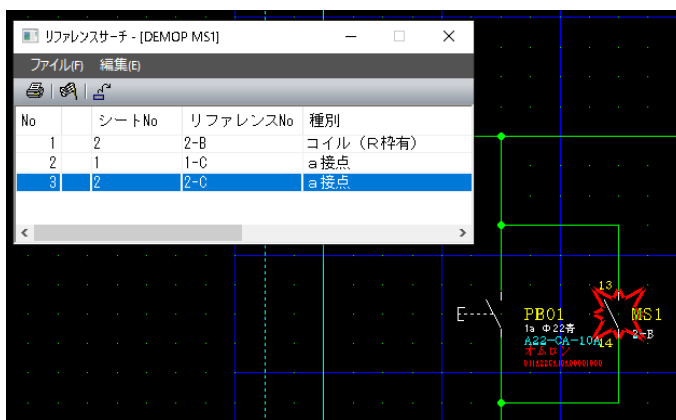 リファレンスサーチ - [DEMOP MS1]
ファイル(F) 編集(E)
No シートNo リファレンスNo 種別
1 2 2-B コイル（R枠有）
2 1 1-C a接点
3 2 2-C a接点
13
E PB01 MS1
1a Φ22青 2-B
A22-CA-10A 14
オムロン